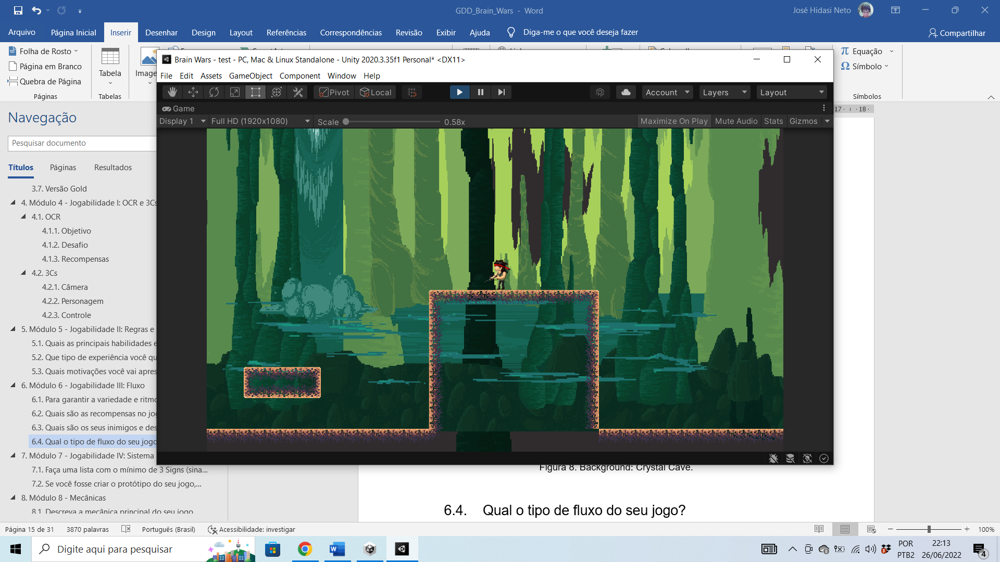 GDD_Brain_Wars - Word
José Hidasi Neto
Arquivo
Página Inicial
Inserir
Desenhar
Design
Layout
Referências
Correspondências
Revisão
Exibir
Ajuda
Diga-me o que você deseja fazer
Compartilhar
Folha de Rosto
Página em Branco
Quebra de Página
Páginas
Tabela
Tabelas
Equação
Símbolo
Símbolos
17 · 18
Brain Wars - test - PC, Mac & Linux Standalone - Unity 2020.3.35f1 Personal* <DX11>
File Edit Assets GameObject Component Window Help
Pivot
Local
Account
Layers
Layout
Game
Display 1
Full HD (1920x1080)
Scale
0.58x
Maximize On Play
Mute Audio
Stats
Gizmos
Navegação
Pesquisar documento
Títulos
Páginas
Resultados
3.7. Versão Gold
4. Módulo 4 - Jogabilidade I: OCR e 3Cs
4.1. OCR
4.1.1. Objetivo
4.1.2. Desafio
4.1.3. Recompensas
4.2. 3Cs
4.2.1. Câmera
4.2.2. Personagem
4.2.3. Controle
5. Módulo 5 - Jogabilidade II: Regras e
5.1. Quais as principais habilidades e
5.2. Que tipo de experiência você qu
5.3. Quais motivações você vai apres
6. Módulo 6 - Jogabilidade III: Fluxo
6.1. Para garantir a variedade e ritmo
6.2. Quais são as recompensas no jog
6.3. Quais são os seus inimigos e des
6.4. Qual o tipo de fluxo do seu jogo
7. Módulo 7 - Jogabilidade IV: Sistema
7.1. Faça uma lista com o mínimo de 3 Signs (sina...
7.2. Se você fosse criar o protótipo do seu jogo,...
8. Módulo 8 - Mecânicas
8.1. Descreva a mecânica principal do seu jogo
Figura 8. Background: Crystal Cave.
6.4. Qual o tipo de fluxo do seu jogo?
Página 15 de 31
3870 palavras
Português (Brasil)
Acessibilidade: investigar
100%
Digite aqui para pesquisar
POR
PTB2
22:13
26/06/2022
4